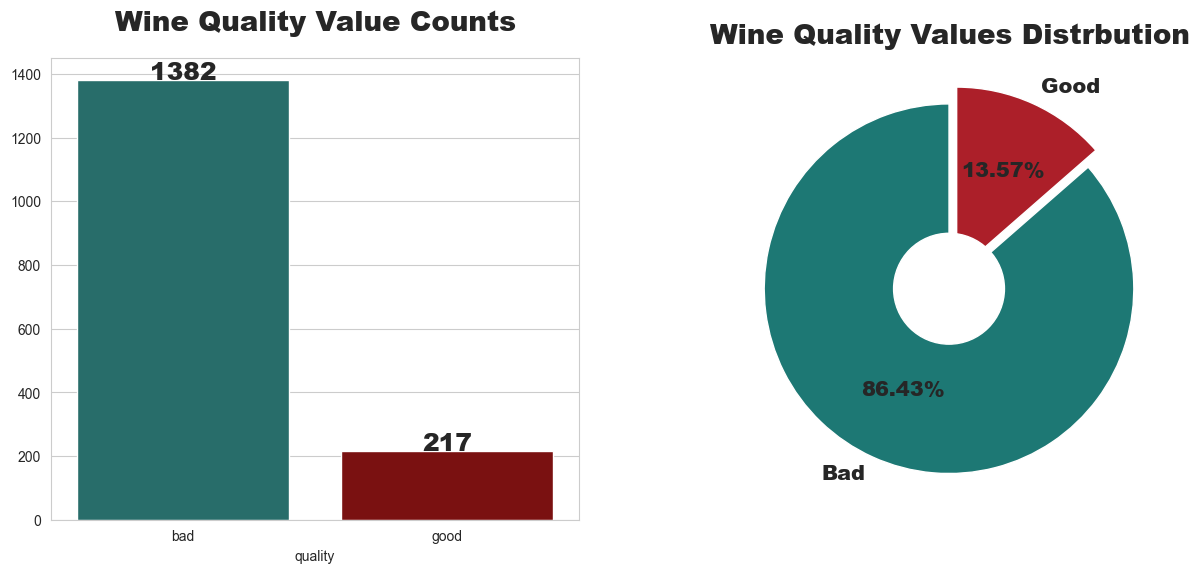 Wine Quality Value Counts
1400
1200
1000
800
600
400
200
0
1382
217
bad
good
quality
Wine Quality Values Distrbution
Good
13.57%
86.43%
Bad